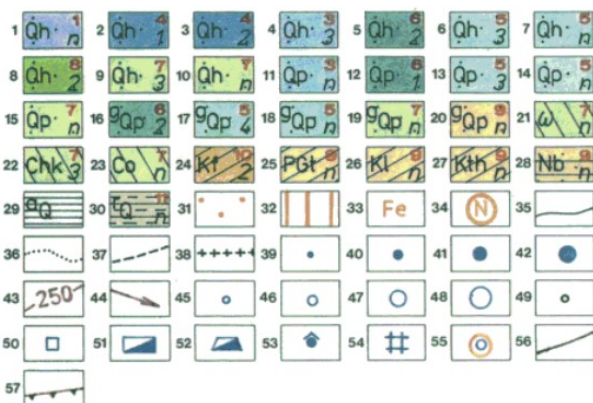 1 Qh 1 n 2 Qh 4 1 3 Qh 4 2 4 Qh 3 3 5 Qh 6 2 6 Qh 5 3 7 Qh 5 n
8 Qh 8 2 9 Qh 7 3 10 Qh 7 n 11 Qp 3 n 12 Qp 6 1 13 Qp 5 3 14 Qp 5 n
15 Qp 7 n 16 gQp 6 2 17 gQp 5 4 18 gQp 5 n 19 gQp 7 n 20 gQp 9 n 21 ω 7 n
22 Chk 7 3 23 Co 7 n 24 Kf 10 2 25 PGt n 26 Kl 9 n 27 Kth 9 n 28 Nb 9 n
29 aQ 30 Q 11 n 31 32 33 Fe 34 N 35
36 37 38 39 40 41 42
43 250 44 45 46 47 48 49
50 51 52 53 54 55 56
57